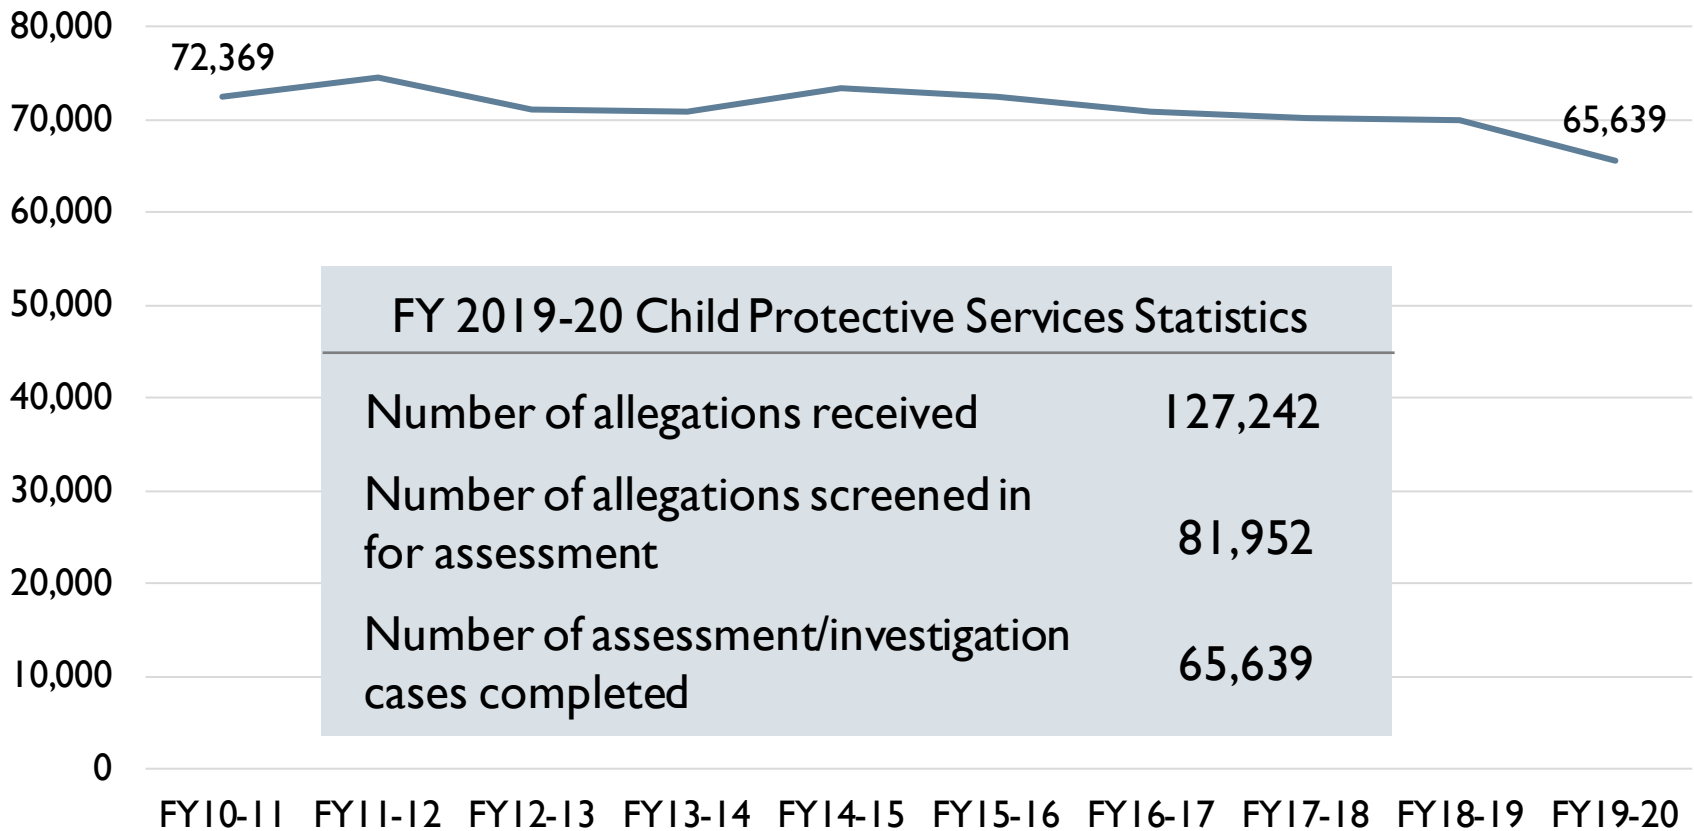 80,000
72,369
70,000
65,639
60,000
50,000
FY 2019-20 Child Protective Services Statistics
40,000
Number of allegations received 127,242
30,000
Number of allegations screened in
for assessment 81,952
20,000
Number of assessment/investigation
cases completed 65,639
10,000
0
FY10-11 FY11-12 FY12-13 FY13-14 FY14-15 FY15-16 FY16-17 FY17-18 FY18-19 FY19-20